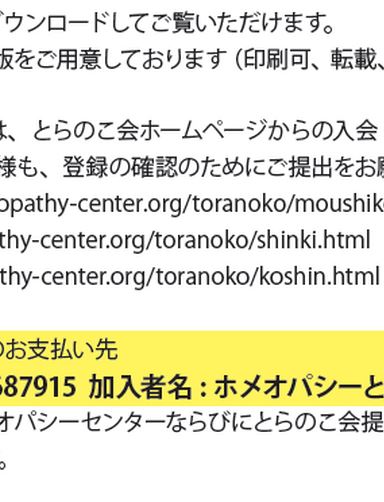 ダウンロードしてご覧いただけます。
版をご用意しております（印刷可、転載、
は、とらのこ会ホームページからの入会
様も、登録の確認のためにご提出をお願
opathy-center.org/toranoko/moushiko
thy-center.org/toranoko/shinki.html
thy-center.org/toranoko/koshin.html
のお支払い先
687915 加入者名 : ホメオパシーと
オパシーセンターならびにとらのこ会提
。